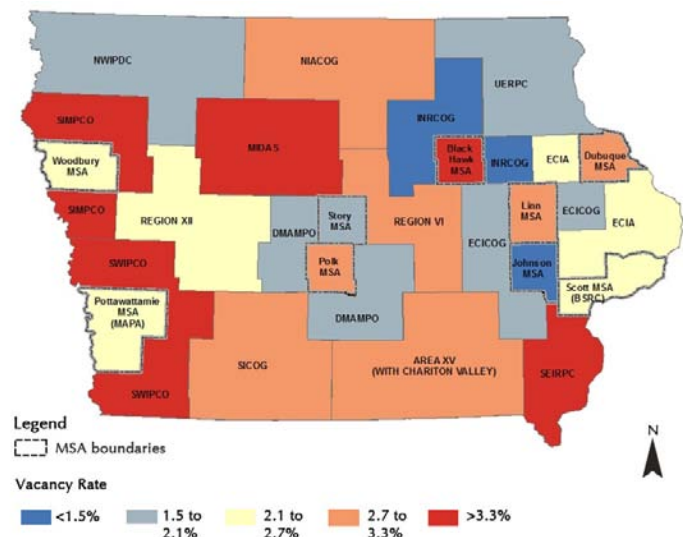 NWIPDC
NIACOG
UERPC
SIMPCO
MIDAS
INRCOG
Woodbury
MSA
Black
Hawk
MSA
INRCOG
ECIA
Dubuque
MSA
SIMPCO
REGION XII
DMAMPO
Story
MSA
REGION VI
ECICOG
Linn
MSA
ECICOG
ECIA
SWIPCO
Polk
MSA
Johnson
MSA
Scott MSA
(BSRC)
Pottawattamie
MSA
(MAPA)
DMAMPO
SWIPCO
SICOG
AREA XV
(WITH CHARITON VALLEY)
SEIRPC
Legend
MSA boundaries
N
Vacancy Rate
<1.5%
1.5 to
2.1%
2.1 to
2.7%
2.7 to
3.3%
>3.3%